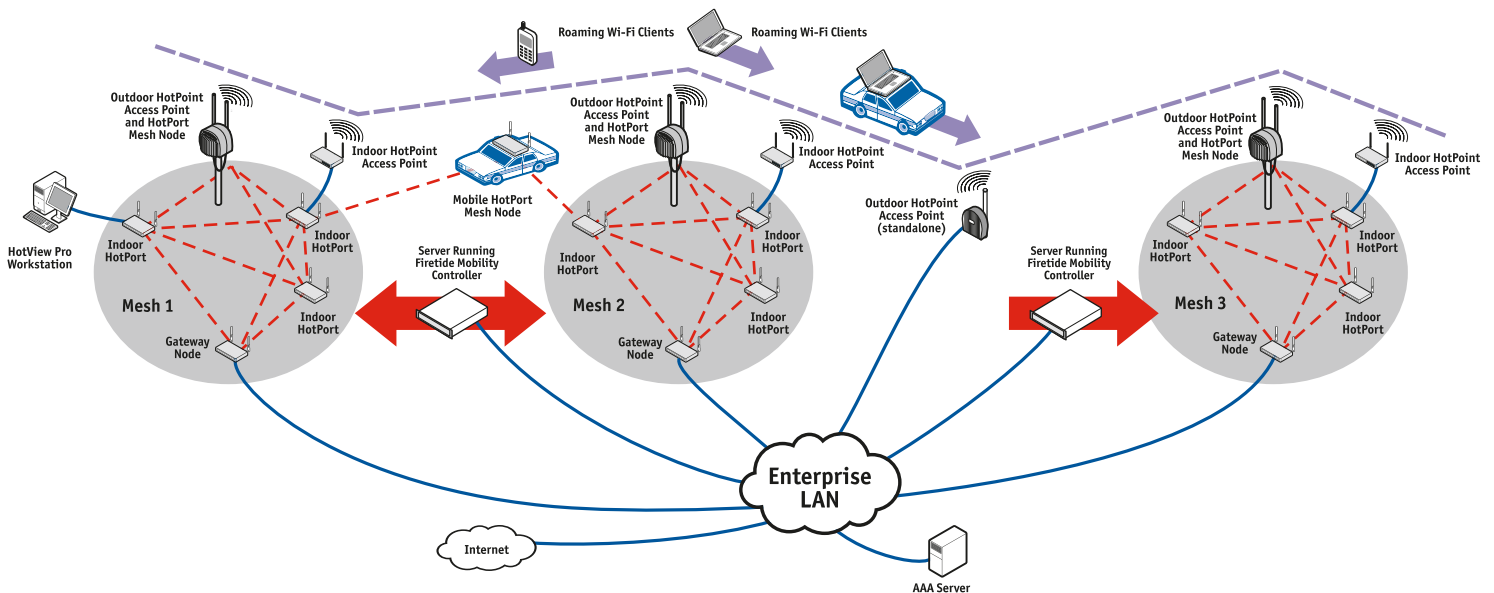 Roaming Wi-Fi Clients
Roaming Wi-Fi Clients
Outdoor HotPoint
Access Point
and HotPort
Mesh Node
Indoor HotPoint
Access Point
Mobile HotPort
Mesh Node
Outdoor HotPoint
Access Point
and HotPort
Mesh Node
Indoor HotPoint
Access Point
Outdoor HotPoint
Access Point
(standalone)
Outdoor HotPoint
Access Point
and HotPort
Mesh Node
Indoor HotPoint
Access Point
HotView Pro
Workstation
Indoor
HotPort
Indoor
HotPort
Indoor
HotPort
Mesh 1
Gateway
Node
Server Running
Firetide Mobility
Controller
Indoor
HotPort
Indoor
HotPort
Indoor
HotPort
Mesh 2
Gateway
Node
Server Running
Firetide Mobility
Controller
Indoor
HotPort
Indoor
HotPort
Indoor
HotPort
Mesh 3
Gateway
Node
Enterprise
LAN
Internet
AAA Server